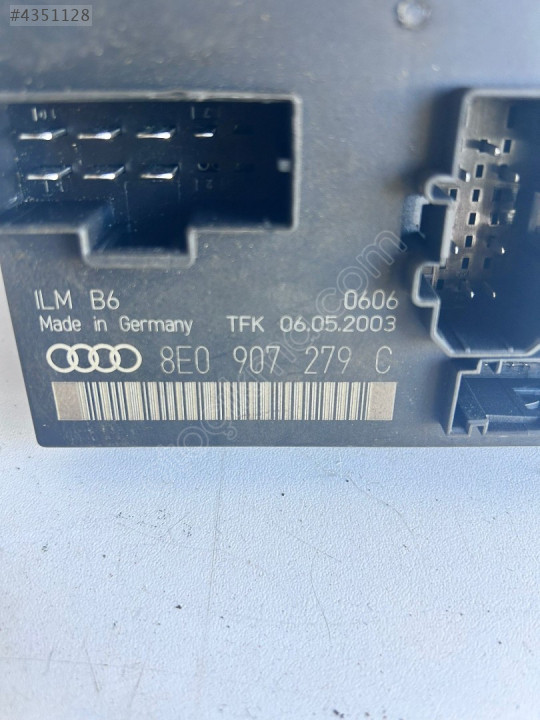 #4351128
ILM B6 0606
Made in Germany TFK 06.05.2003
8E0 907 279 C